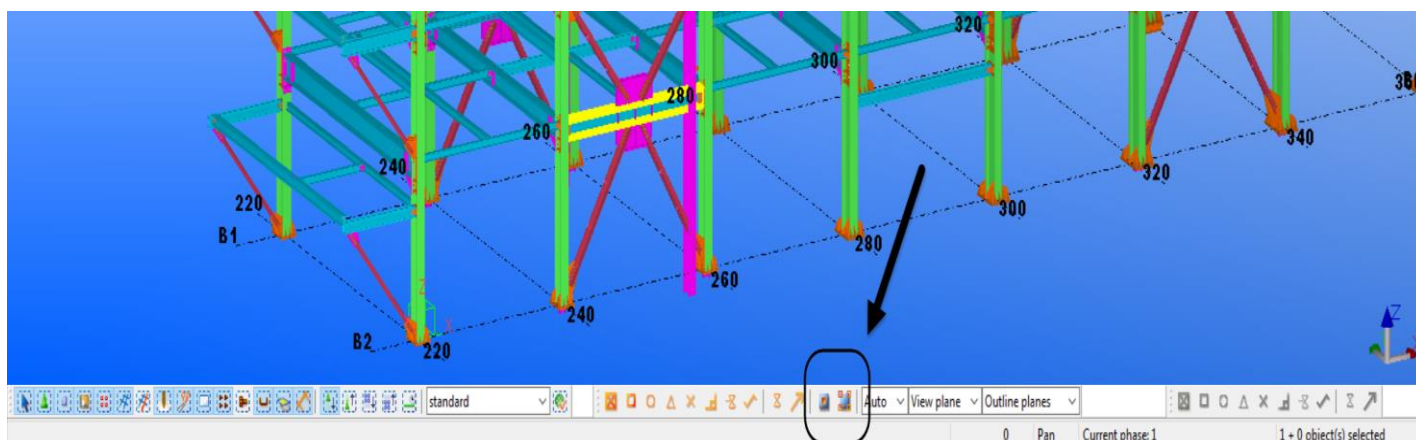 320
300
36
280
260
340
240
320
220
300
B1
280
260
240
Z
X
B2
220
Z
standard
Auto
View plane
Outline planes
0
Pan
Current phase: 1
1 + 0 object(s) selected